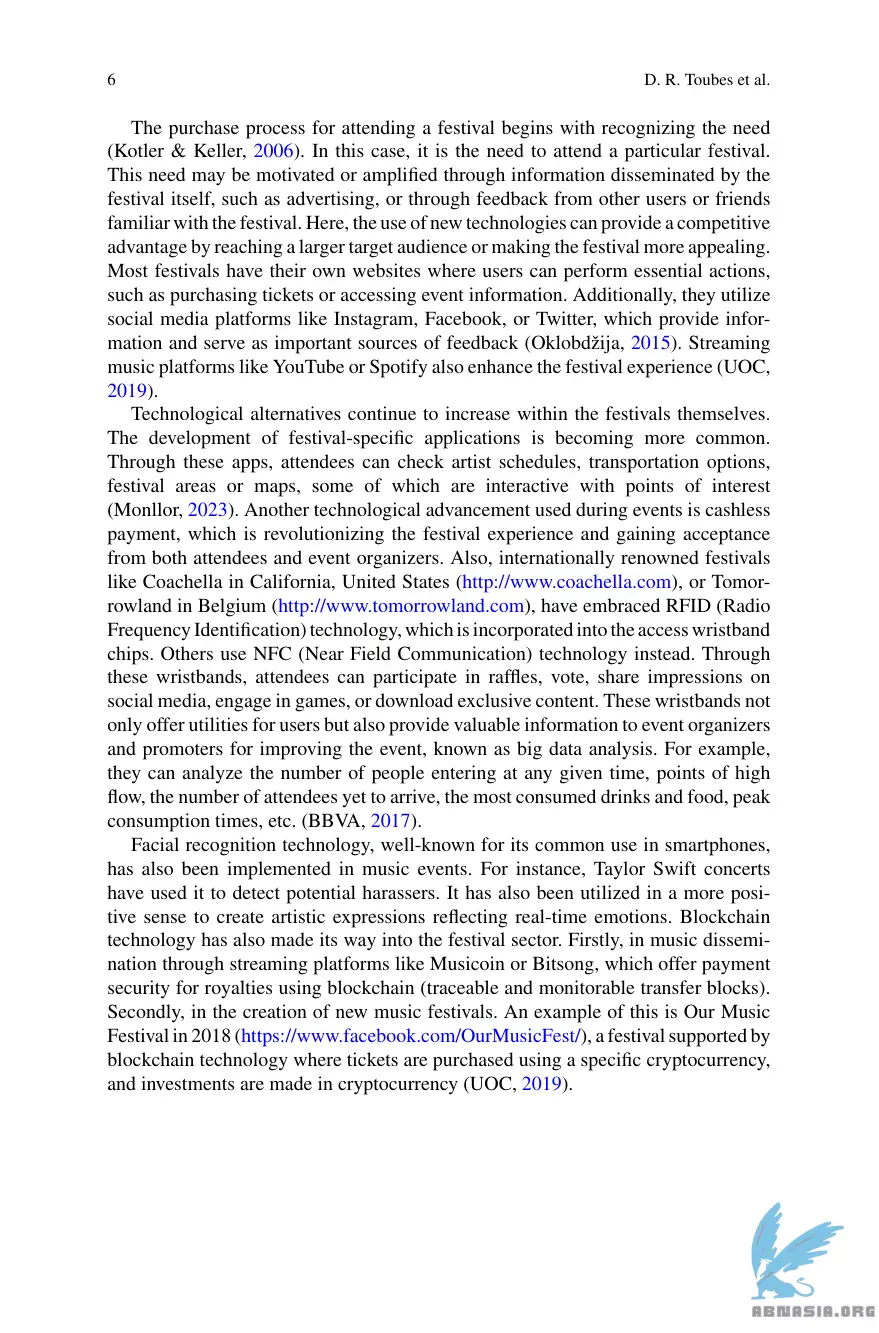 6 D. R. Toubes et al.
The purchase process for attending a festival begins with recognizing the need
(Kotler & Keller, 2006). In this case, it is the need to attend a particular festival.
This need may be motivated or amplified through information disseminated by the
festival itself, such as advertising, or through feedback from other users or friends
familiar with the festival. Here, the use of new technologies can provide a competitive
advantage by reaching a larger target audience or making the festival more appealing.
Most festivals have their own websites where users can perform essential actions,
such as purchasing tickets or accessing event information. Additionally, they utilize
social media platforms like Instagram, Facebook, or Twitter, which provide infor-
mation and serve as important sources of feedback (Oklobdžija, 2015). Streaming
music platforms like YouTube or Spotify also enhance the festival experience (UOC,
2019).
Technological alternatives continue to increase within the festivals themselves.
The development of festival-specific applications is becoming more common.
Through these apps, attendees can check artist schedules, transportation options,
festival areas or maps, some of which are interactive with points of interest
(Monllor, 2023). Another technological advancement used during events is cashless
payment, which is revolutionizing the festival experience and gaining acceptance
from both attendees and event organizers. Also, internationally renowned festivals
like Coachella in California, United States (http://www.coachella.com), or Tomor-
rowland in Belgium (http://www.tomorrowland.com), have embraced RFID (Radio
Frequency Identification) technology, which is incorporated into the access wristband
chips. Others use NFC (Near Field Communication) technology instead. Through
these wristbands, attendees can participate in raffles, vote, share impressions on
social media, engage in games, or download exclusive content. These wristbands not
only offer utilities for users but also provide valuable information to event organizers
and promoters for improving the event, known as big data analysis. For example,
they can analyze the number of people entering at any given time, points of high
flow, the number of attendees yet to arrive, the most consumed drinks and food, peak
consumption times, etc. (BBVA, 2017).
Facial recognition technology, well-known for its common use in smartphones,
has also been implemented in music events. For instance, Taylor Swift concerts
have used it to detect potential harassers. It has also been utilized in a more posi-
tive sense to create artistic expressions reflecting real-time emotions. Blockchain
technology has also made its way into the festival sector. Firstly, in music dissemi-
nation through streaming platforms like Musicoin or Bitsong, which offer payment
security for royalties using blockchain (traceable and monitorable transfer blocks).
Secondly, in the creation of new music festivals. An example of this is Our Music
Festival in 2018 (https://www.facebook.com/OurMusicFest/), a festival supported by
blockchain technology where tickets are purchased using a specific cryptocurrency,
and investments are made in cryptocurrency (UOC, 2019).
ABNASIA.ORG